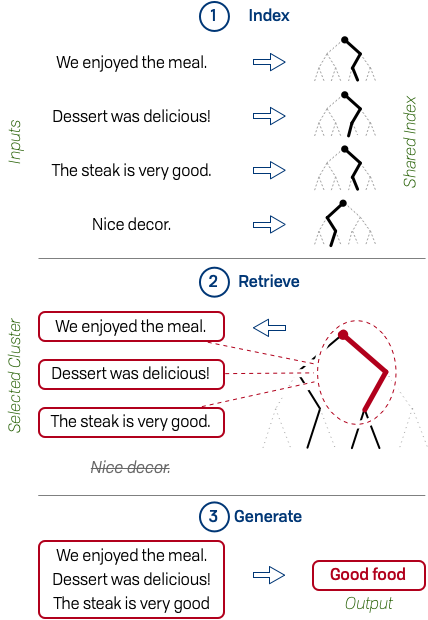 1 Index
We enjoyed the meal.
Dessert was delicious!
The steak is very good.
Nice decor.
Inputs
Shared Index
2 Retrieve
We enjoyed the meal.
Dessert was delicious!
The steak is very good.
Nice decor.
Selected Cluster
3 Generate
We enjoyed the meal.
Dessert was delicious!
The steak is very good
Good food
Output